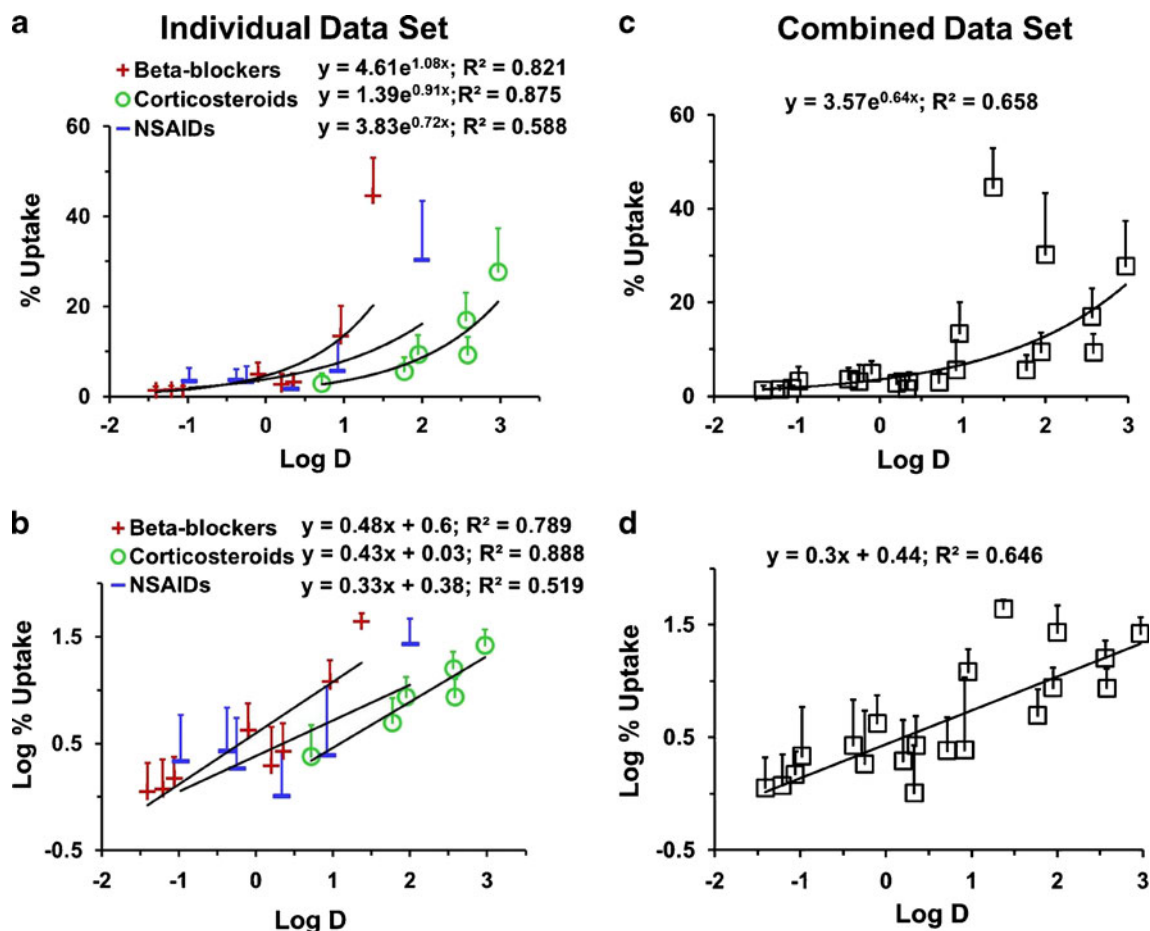 a Individual Data Set
Beta-blockers y = 4.61e^1.08x; R² = 0.821
Corticosteroids y = 1.39e^0.91x; R² = 0.875
NSAIDs y = 3.83e^0.72x; R² = 0.588
60
40
20
0
% Uptake
-2 -1 0 1 2 3
Log D
c Combined Data Set
y = 3.57e^0.64x; R² = 0.658
60
40
20
0
% Uptake
-2 -1 0 1 2 3
Log D
b
Beta-blockers y = 0.48x + 0.6; R² = 0.789
Corticosteroids y = 0.43x + 0.03; R² = 0.888
NSAIDs y = 0.33x + 0.38; R² = 0.519
1.5
0.5
-0.5
Log % Uptake
-2 -1 0 1 2 3
Log D
d
y = 0.3x + 0.44; R² = 0.646
1.5
0.5
-0.5
Log % Uptake
-2 -1 0 1 2 3
Log D